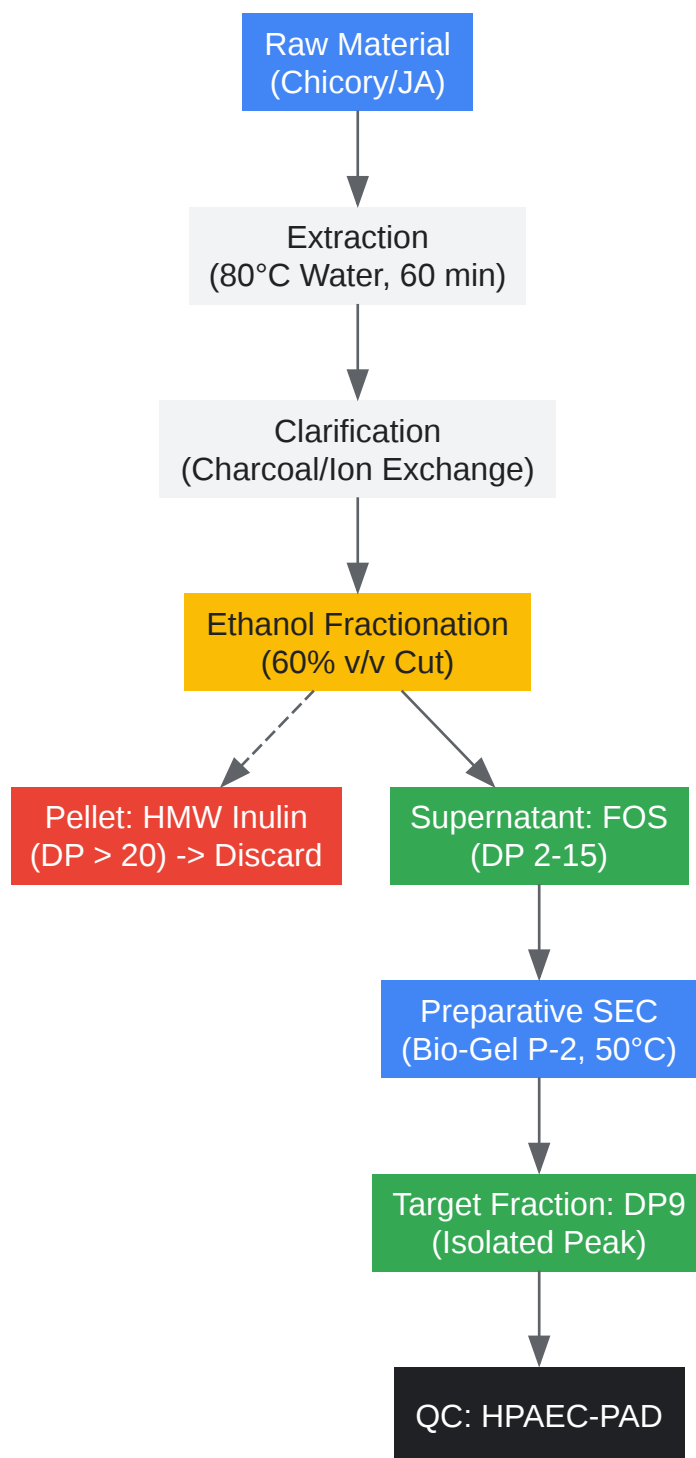 Raw Material
(Chicory/JA)
Extraction
(80°C Water, 60 min)
Clarification
(Charcoal/Ion Exchange)
Ethanol Fractionation
(60% v/v Cut)
Pellet: HMW Inulin
(DP > 20) -> Discard
Supernatant: FOS
(DP 2-15)
Preparative SEC
(Bio-Gel P-2, 50°C)
Target Fraction: DP9
(Isolated Peak)
QC: HPAEC-PAD